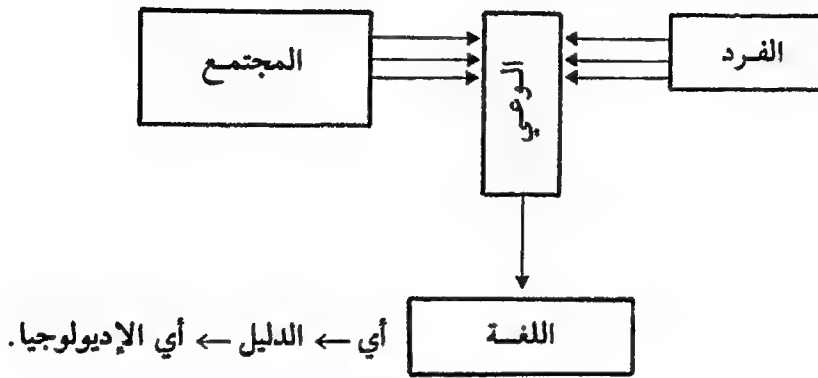 الفرد
الوعي
المجتمع
اللغة
أي ← الدليل ← أي الإديولوجيا.